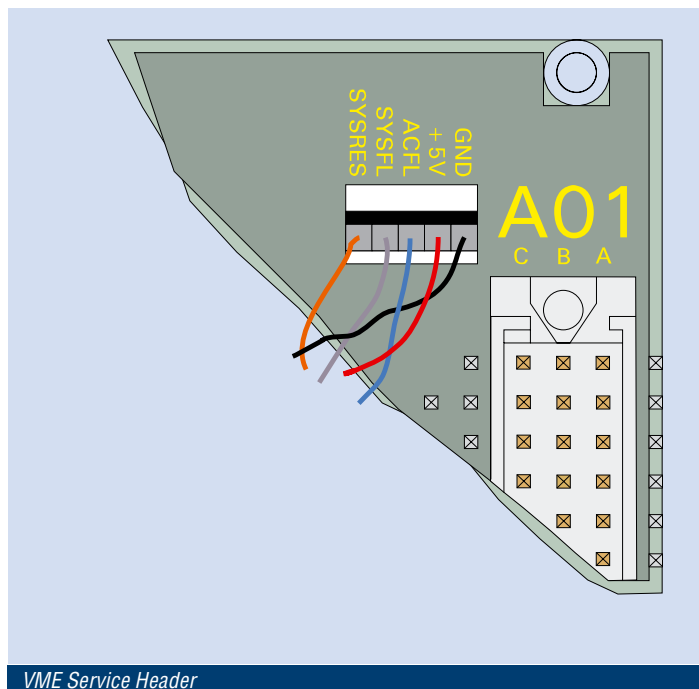 SYSRES
SYSFL
ACFL
+5V
GND
A01
C B A
VME Service Header